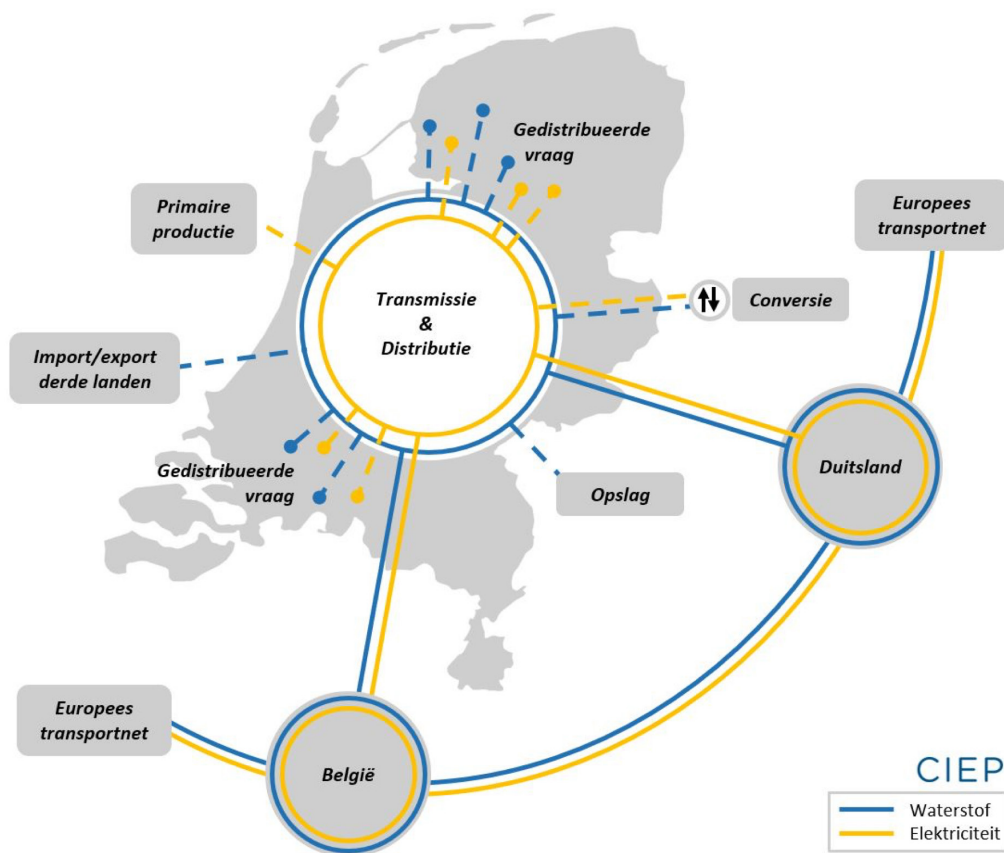 Gedistribueerde
vraag
Primaire
productie
Europees
transportnet
Transmissie
&
Distributie
Conversie
Import/export
derde landen
Gedistribueerde
vraag
Opslag
Duitsland
Europees
transportnet
België
CIEP
Waterstof
Elektriciteit